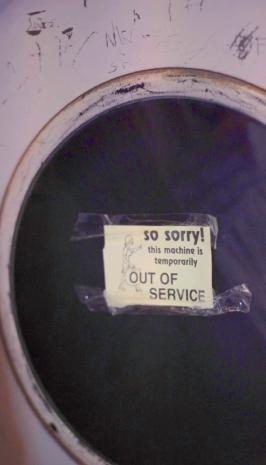 so sorry!
this machine is
temporarily
OUT OF
SERVICE